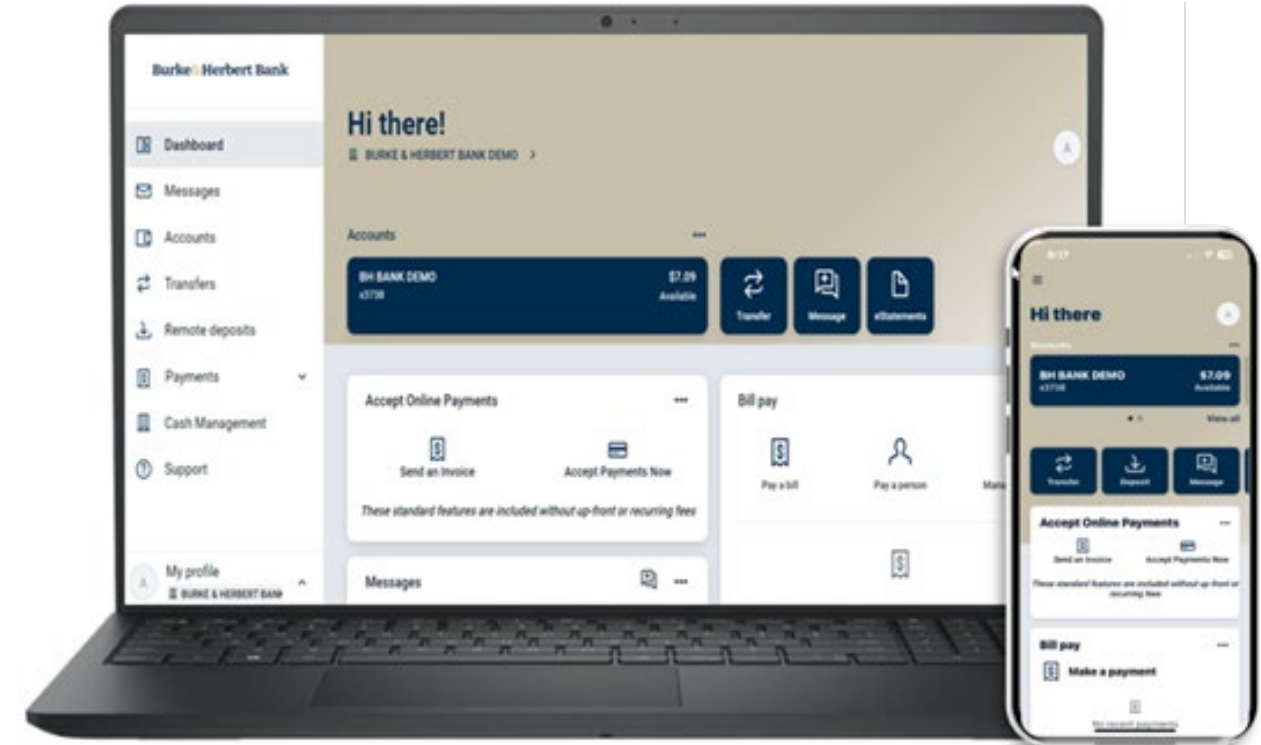 Burke & Herbert Bank
Dashboard
Messages
Accounts
Transfers
Remote deposits
Payments
Cash Management
Support
My profile
BURKE & HERBERT BANK
Hi there!
BURKE & HERBERT BANK DEMO >
Accounts
BH BANK DEMO
x3738
$7.09
Available
Transfer
Message
eStatements
Accept Online Payments
Send an Invoice
Accept Payments Now
These standard features are included without up-front or recurring fees
Bill pay
Pay a bill
Pay a person
Messages
Hi there
Accounts
BH BANK DEMO
x3738
$7.09
Available
View all
Transfer
Deposit
Message
Accept Online Payments
Send an Invoice
Accept Payments Now
These standard features are included without up-front or
recurring fees
Bill pay
Make a payment
No recent payments